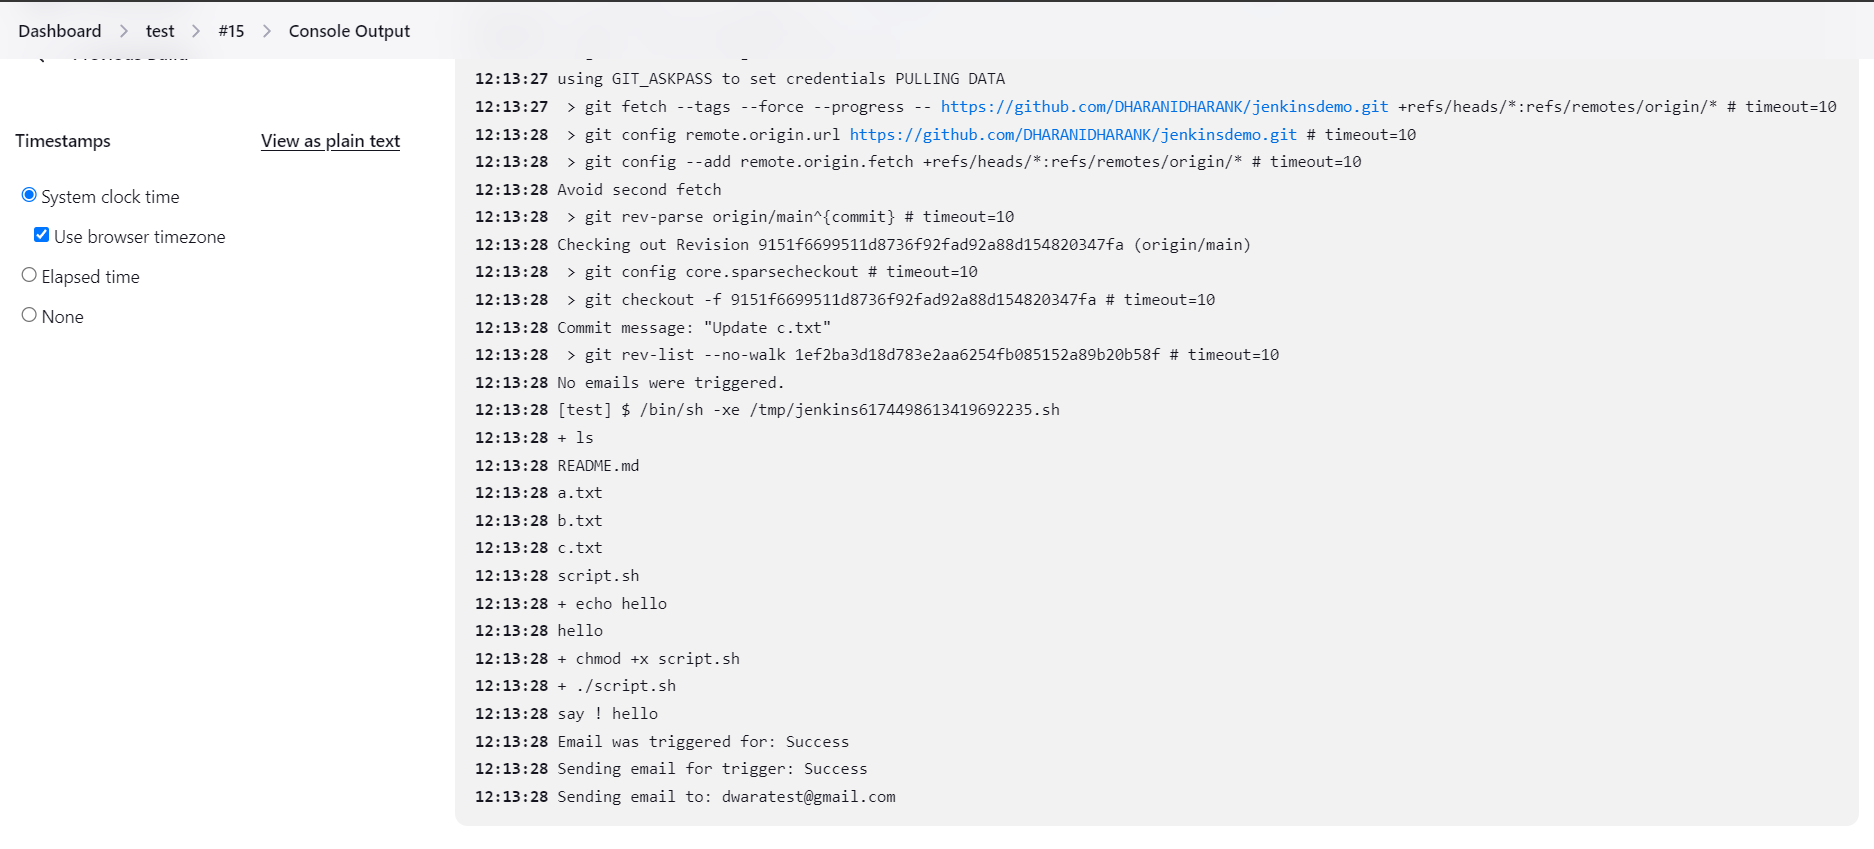 Dashboard > test > #15 > Console Output
Timestamps
View as plain text
System clock time
Use browser timezone
Elapsed time
None
12:13:27 using GIT_ASKPASS to set credentials PULLING DATA
12:13:27  > git fetch --tags --force --progress -- https://github.com/DHARANIDHARANK/jenkinsdemo.git +refs/heads/*:refs/remotes/origin/* # timeout=10
12:13:28  > git config remote.origin.url https://github.com/DHARANIDHARANK/jenkinsdemo.git # timeout=10
12:13:28  > git config --add remote.origin.fetch +refs/heads/*:refs/remotes/origin/* # timeout=10
12:13:28 Avoid second fetch
12:13:28  > git rev-parse origin/main^{commit} # timeout=10
12:13:28 Checking out Revision 9151f6699511d8736f92fad92a88d154820347fa (origin/main)
12:13:28  > git config core.sparsecheckout # timeout=10
12:13:28  > git checkout -f 9151f6699511d8736f92fad92a88d154820347fa # timeout=10
12:13:28 Commit message: "Update c.txt"
12:13:28  > git rev-list --no-walk 1ef2ba3d18d783e2aa6254fb085152a89b20b58f # timeout=10
12:13:28 No emails were triggered.
12:13:28 [test] $ /bin/sh -xe /tmp/jenkins6174498613419692235.sh
12:13:28 + ls
12:13:28 README.md
12:13:28 a.txt
12:13:28 b.txt
12:13:28 c.txt
12:13:28 script.sh
12:13:28 + echo hello
12:13:28 hello
12:13:28 + chmod +x script.sh
12:13:28 + ./script.sh
12:13:28 say ! hello
12:13:28 Email was triggered for: Success
12:13:28 Sending email for trigger: Success
12:13:28 Sending email to: dwaratest@gmail.com